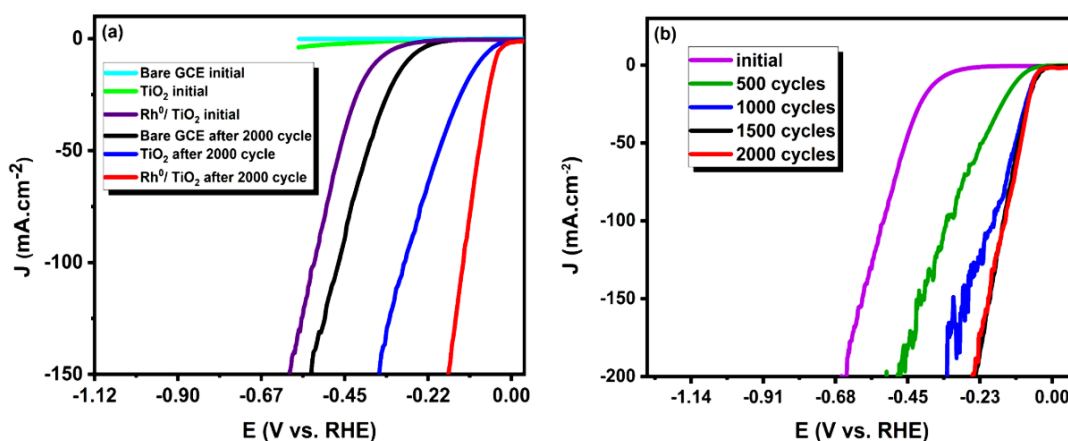 (a)
Bare GCE initial
TiO₂ initial
Rh⁰/ TiO₂ initial
Bare GCE after 2000 cycle
TiO₂ after 2000 cycle
Rh⁰/ TiO₂ after 2000 cycle
0
-50
-100
-150
J (mA.cm⁻²)
-1.12
-0.90
-0.68
-0.45
-0.22
0.00
E (V vs. RHE)
(b)
initial
500 cycles
1000 cycles
1500 cycles
2000 cycles
0
-50
-100
-150
-200
J (mA.cm⁻²)
-1.14
-0.91
-0.68
-0.45
-0.23
0.00
E (V vs. RHE)